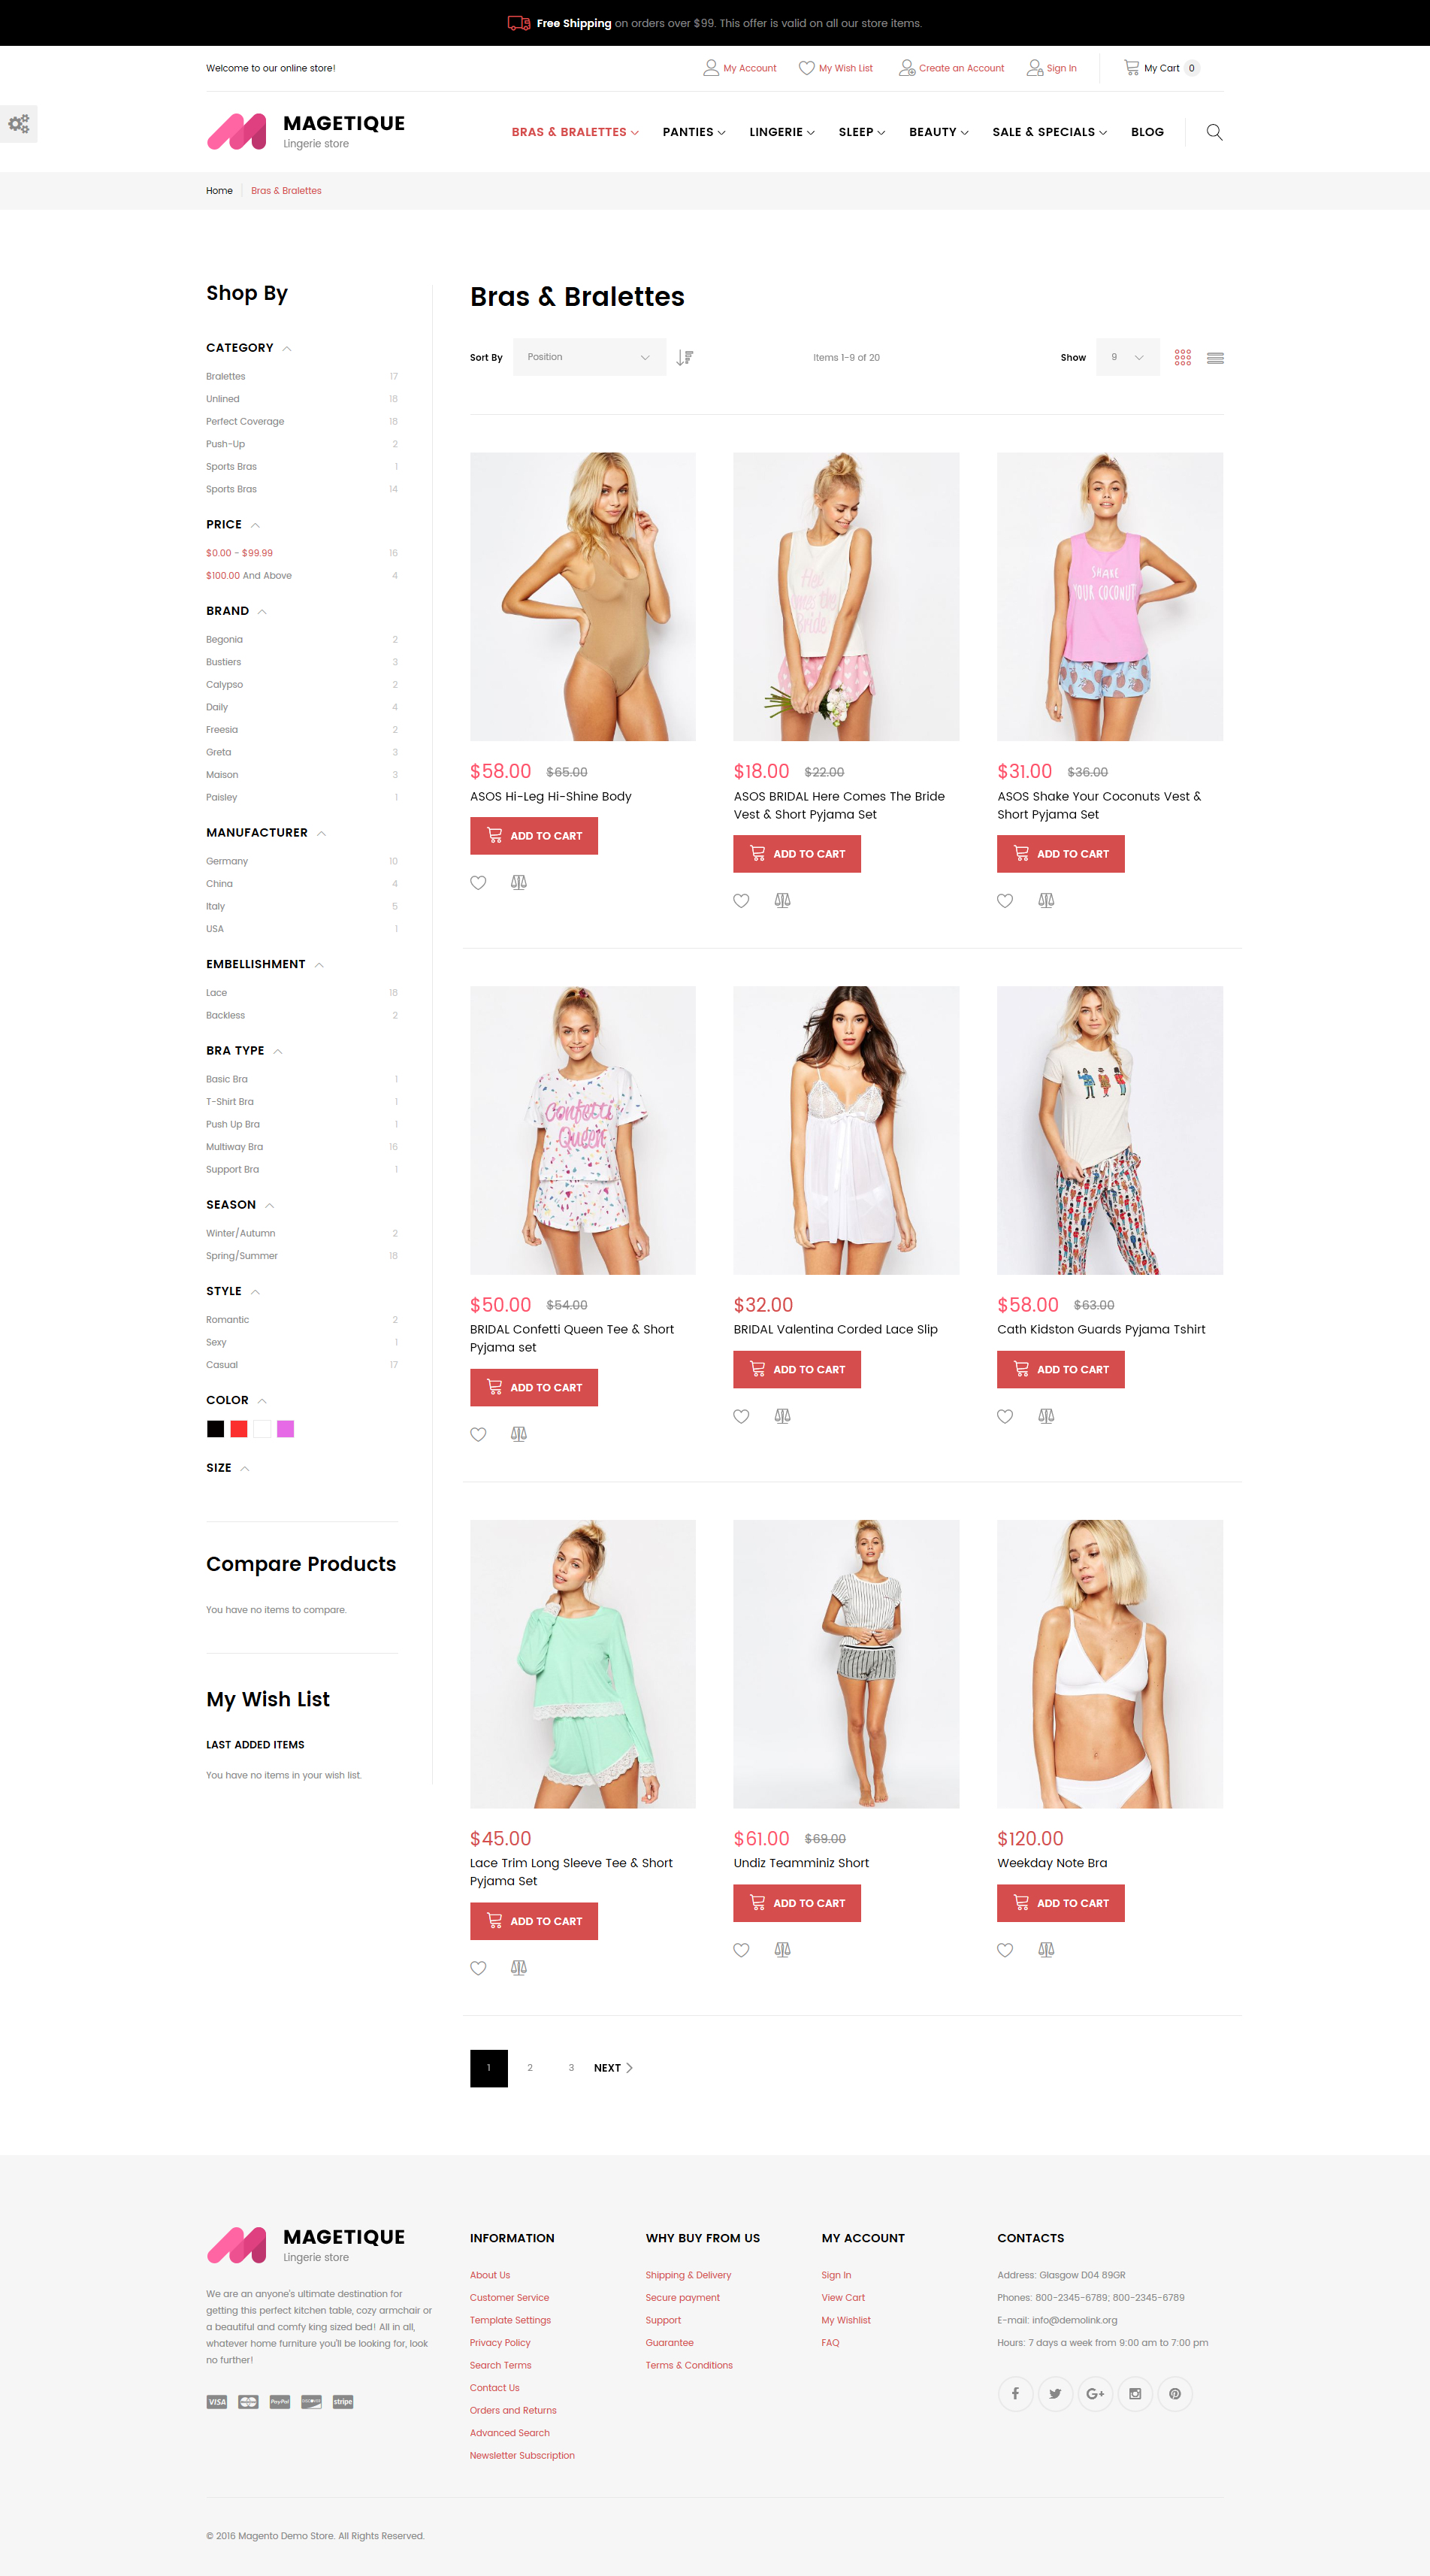 Free Shipping on orders over $99. This offer is valid on all our store items.
Welcome to our online store!
My Account
My Wish List
Create an Account
Sign In
My Cart 0
MAGETIQUE
Lingerie store
BRAS & BRALETTES
PANTIES
LINGERIE
SLEEP
BEAUTY
SALE & SPECIALS
BLOG
Home
Bras & Bralettes
Shop By
CATEGORY
Bralettes 17
Unlined 18
Perfect Coverage 18
Push-Up 2
Sports Bras 1
Sports Bras 14
PRICE
$0.00 - $99.99 16
$100.00 And Above 4
BRAND
Begonia 2
Bustiers 3
Calypso 2
Daily 4
Freesia 2
Greta 3
Maison 3
Paisley 1
MANUFACTURER
Germany 10
China 4
Italy 5
USA 1
EMBELLISHMENT
Lace 18
Backless 2
BRA TYPE
Basic Bra 1
T-Shirt Bra 1
Push Up Bra 1
Multiway Bra 16
Support Bra 1
SEASON
Winter/Autumn 2
Spring/Summer 18
STYLE
Romantic 2
Sexy 1
Casual 17
COLOR
SIZE
Compare Products
You have no items to compare.
My Wish List
LAST ADDED ITEMS
You have no items in your wish list.
Bras & Bralettes
Sort By Position
Items 1-9 of 20
Show 9
the
Bride
SHAKE
YOUR COCONUT
$58.00 $65.00
ASOS Hi-Leg Hi-Shine Body
ADD TO CART
$18.00 $22.00
ASOS BRIDAL Here Comes The Bride
Vest & Short Pyjama Set
ADD TO CART
$31.00 $36.00
ASOS Shake Your Coconuts Vest &
Short Pyjama Set
ADD TO CART
Confetti
Queen
$50.00 $54.00
BRIDAL Confetti Queen Tee & Short
Pyjama set
ADD TO CART
$32.00
BRIDAL Valentina Corded Lace Slip
ADD TO CART
$58.00 $63.00
Cath Kidston Guards Pyjama Tshirt
ADD TO CART
$45.00
Lace Trim Long Sleeve Tee & Short
Pyjama Set
ADD TO CART
$61.00 $69.00
Undiz Teamminiz Short
ADD TO CART
$120.00
Weekday Note Bra
ADD TO CART
1 2 3 NEXT
MAGETIQUE
Lingerie store
We are an anyone's ultimate destination for
getting this perfect kitchen table, cozy armchair or
a beautiful and comfy king sized bed! All in all,
whatever home furniture you'll be looking for, look
no further!
VISA
MasterCard
PayPal
DISCOVER
stripe
INFORMATION
About Us
Customer Service
Template Settings
Privacy Policy
Search Terms
Contact Us
Orders and Returns
Advanced Search
Newsletter Subscription
WHY BUY FROM US
Shipping & Delivery
Secure payment
Support
Guarantee
Terms & Conditions
MY ACCOUNT
Sign In
View Cart
My Wishlist
FAQ
CONTACTS
Address: Glasgow D04 89GR
Phones: 800-2345-6789; 800-2345-6789
E-mail: info@demolink.org
Hours: 7 days a week from 9:00 am to 7:00 pm
© 2016 Magento Demo Store. All Rights Reserved.